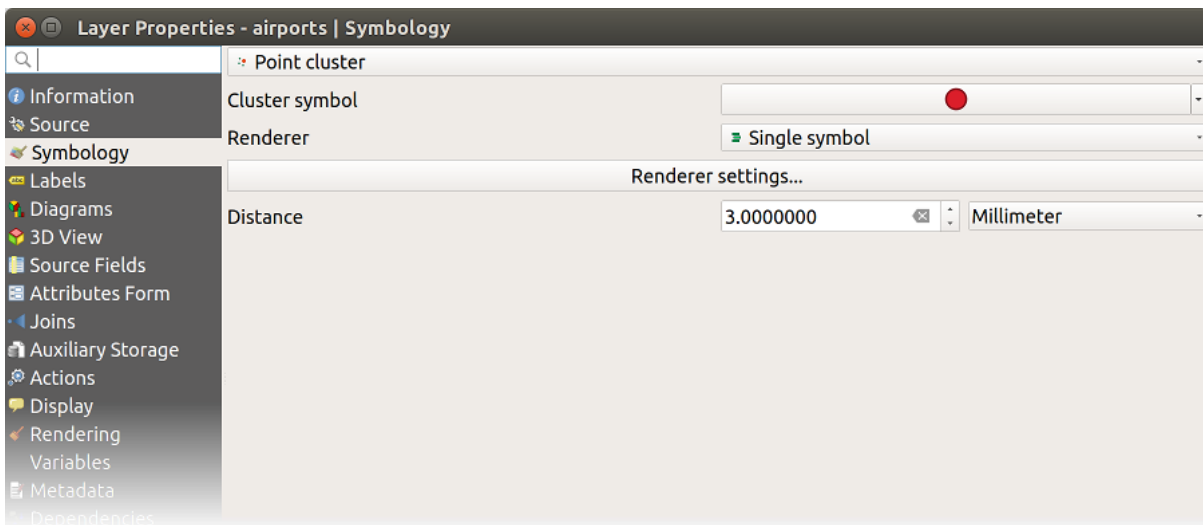 Layer Properties - airports | Symbology
Point cluster
Information
Cluster symbol
Source
Renderer
Single symbol
Symbology
Renderer settings...
Labels
Diagrams
Distance
3.0000000
Millimeter
3D View
Source Fields
Attributes Form
Joins
Auxiliary Storage
Actions
Display
Rendering
Variables
Metadata
Dependencies